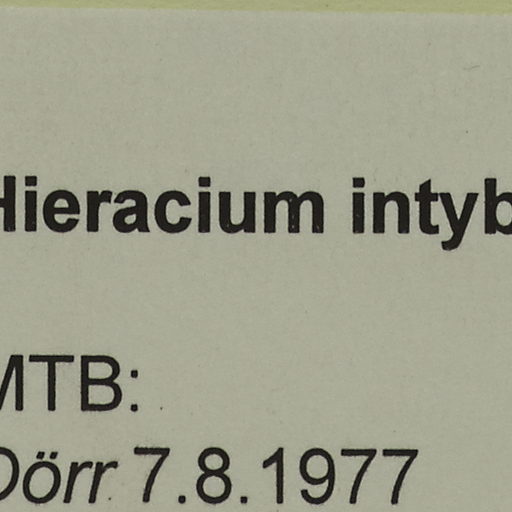 Hieracium intyb
MTB:
Dörr 7.8.1977